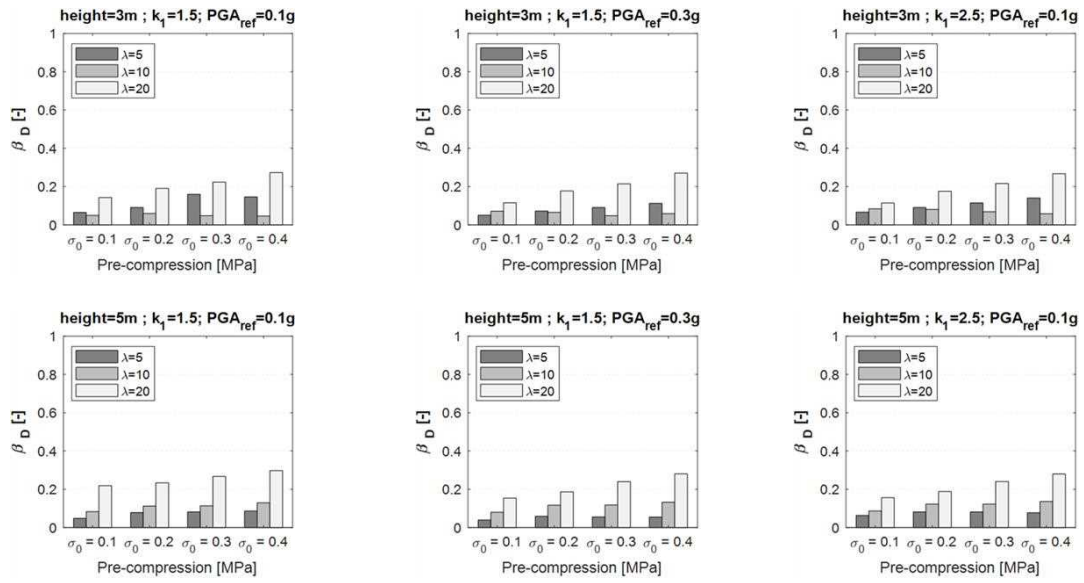 height=3m ; k1=1.5; PGAref=0.1g
1
0.8
0.6
0.4
0.2
0
βD [-]
λ=5
λ=10
λ=20
σ0 = 0.1 σ0 = 0.2 σ0 = 0.3 σ0 = 0.4
Pre-compression [MPa]
height=3m ; k1=1.5; PGAref=0.3g
1
0.8
0.6
0.4
0.2
0
βD [-]
λ=5
λ=10
λ=20
σ0 = 0.1 σ0 = 0.2 σ0 = 0.3 σ0 = 0.4
Pre-compression [MPa]
height=3m ; k1=2.5; PGAref=0.1g
1
0.8
0.6
0.4
0.2
0
βD [-]
λ=5
λ=10
λ=20
σ0 = 0.1 σ0 = 0.2 σ0 = 0.3 σ0 = 0.4
Pre-compression [MPa]
height=5m ; k1=1.5; PGAref=0.1g
1
0.8
0.6
0.4
0.2
0
βD [-]
λ=5
λ=10
λ=20
σ0 = 0.1 σ0 = 0.2 σ0 = 0.3 σ0 = 0.4
Pre-compression [MPa]
height=5m ; k1=1.5; PGAref=0.3g
1
0.8
0.6
0.4
0.2
0
βD [-]
λ=5
λ=10
λ=20
σ0 = 0.1 σ0 = 0.2 σ0 = 0.3 σ0 = 0.4
Pre-compression [MPa]
height=5m ; k1=2.5; PGAref=0.1g
1
0.8
0.6
0.4
0.2
0
βD [-]
λ=5
λ=10
λ=20
σ0 = 0.1 σ0 = 0.2 σ0 = 0.3 σ0 = 0.4
Pre-compression [MPa]